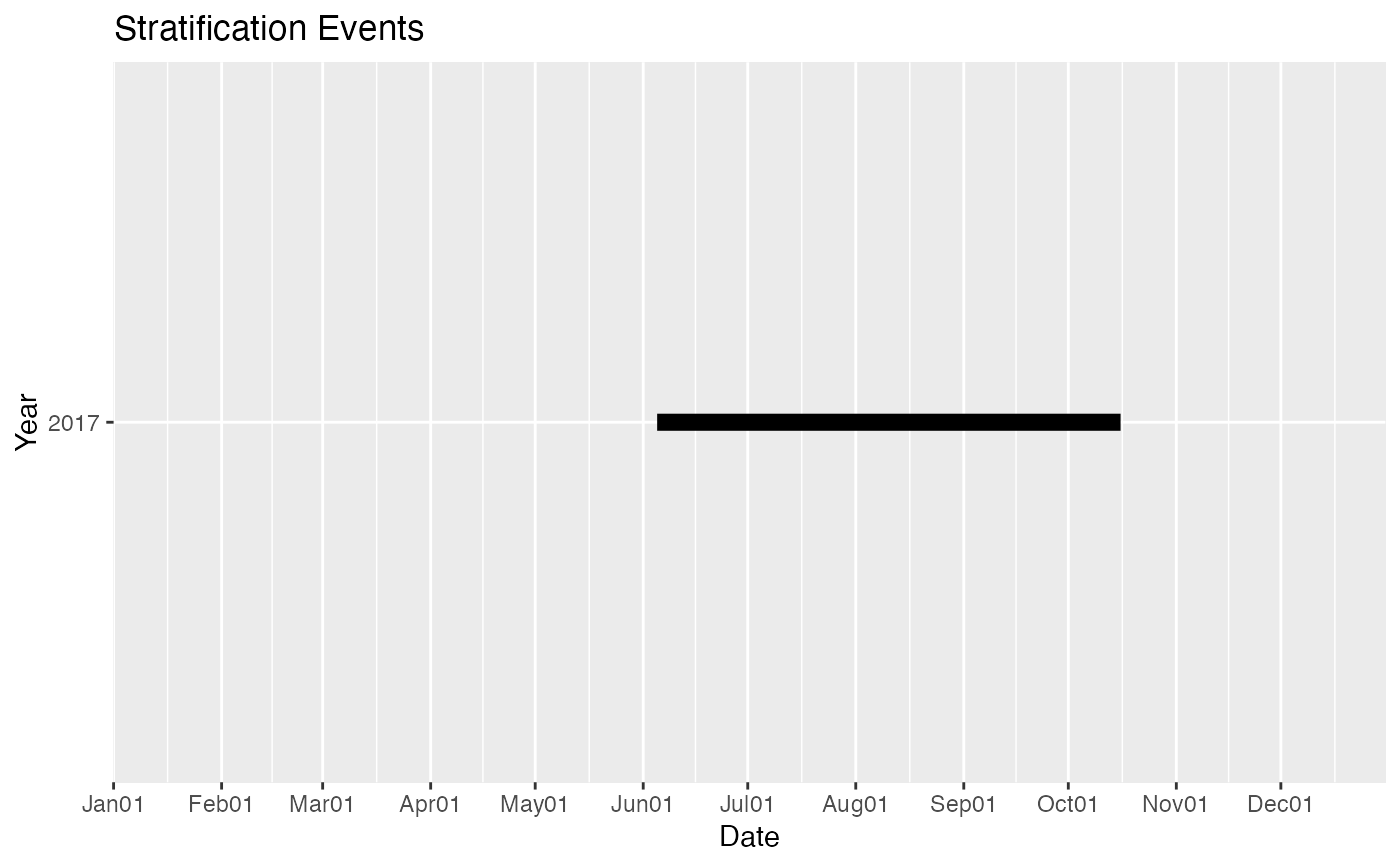 Stratification Events
Year
2017
Jan01 Feb01 Mar01 Apr01 May01 Jun01 Jul01 Aug01 Sep01 Oct01 Nov01 Dec01
Date